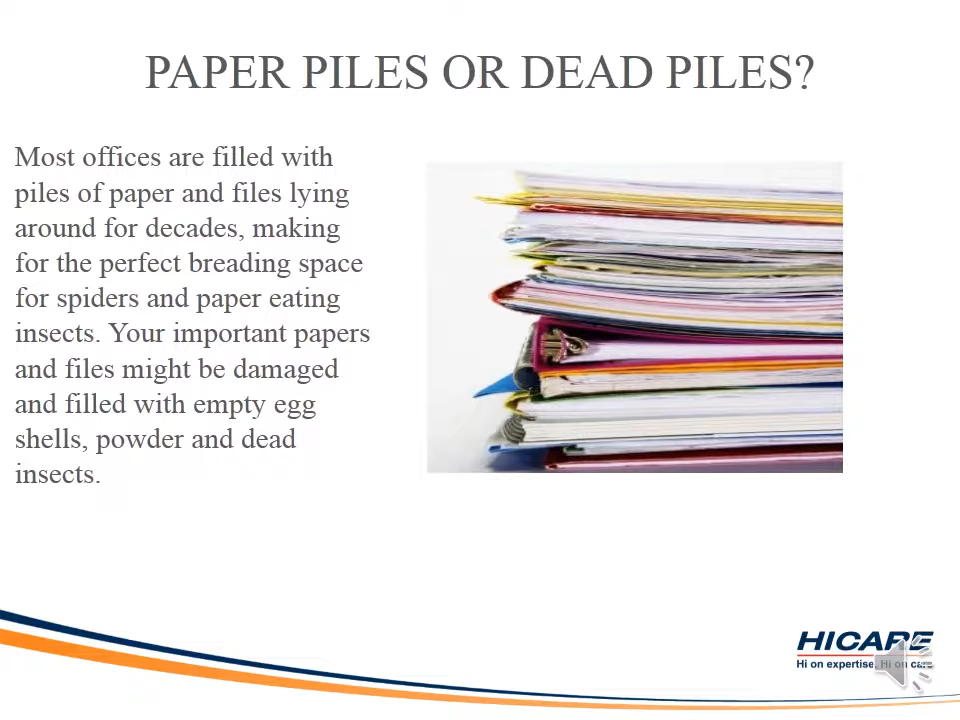 PAPER PILES OR DEAD PILES?
Most offices are filled with
piles of paper and files lying
around for decades, making
for the perfect breading space
for spiders and paper eating
insects. Your important papers
and files might be damaged
and filled with empty egg
shells, powder and dead
insects.
HICARE
Hi on expertise. Hi on care